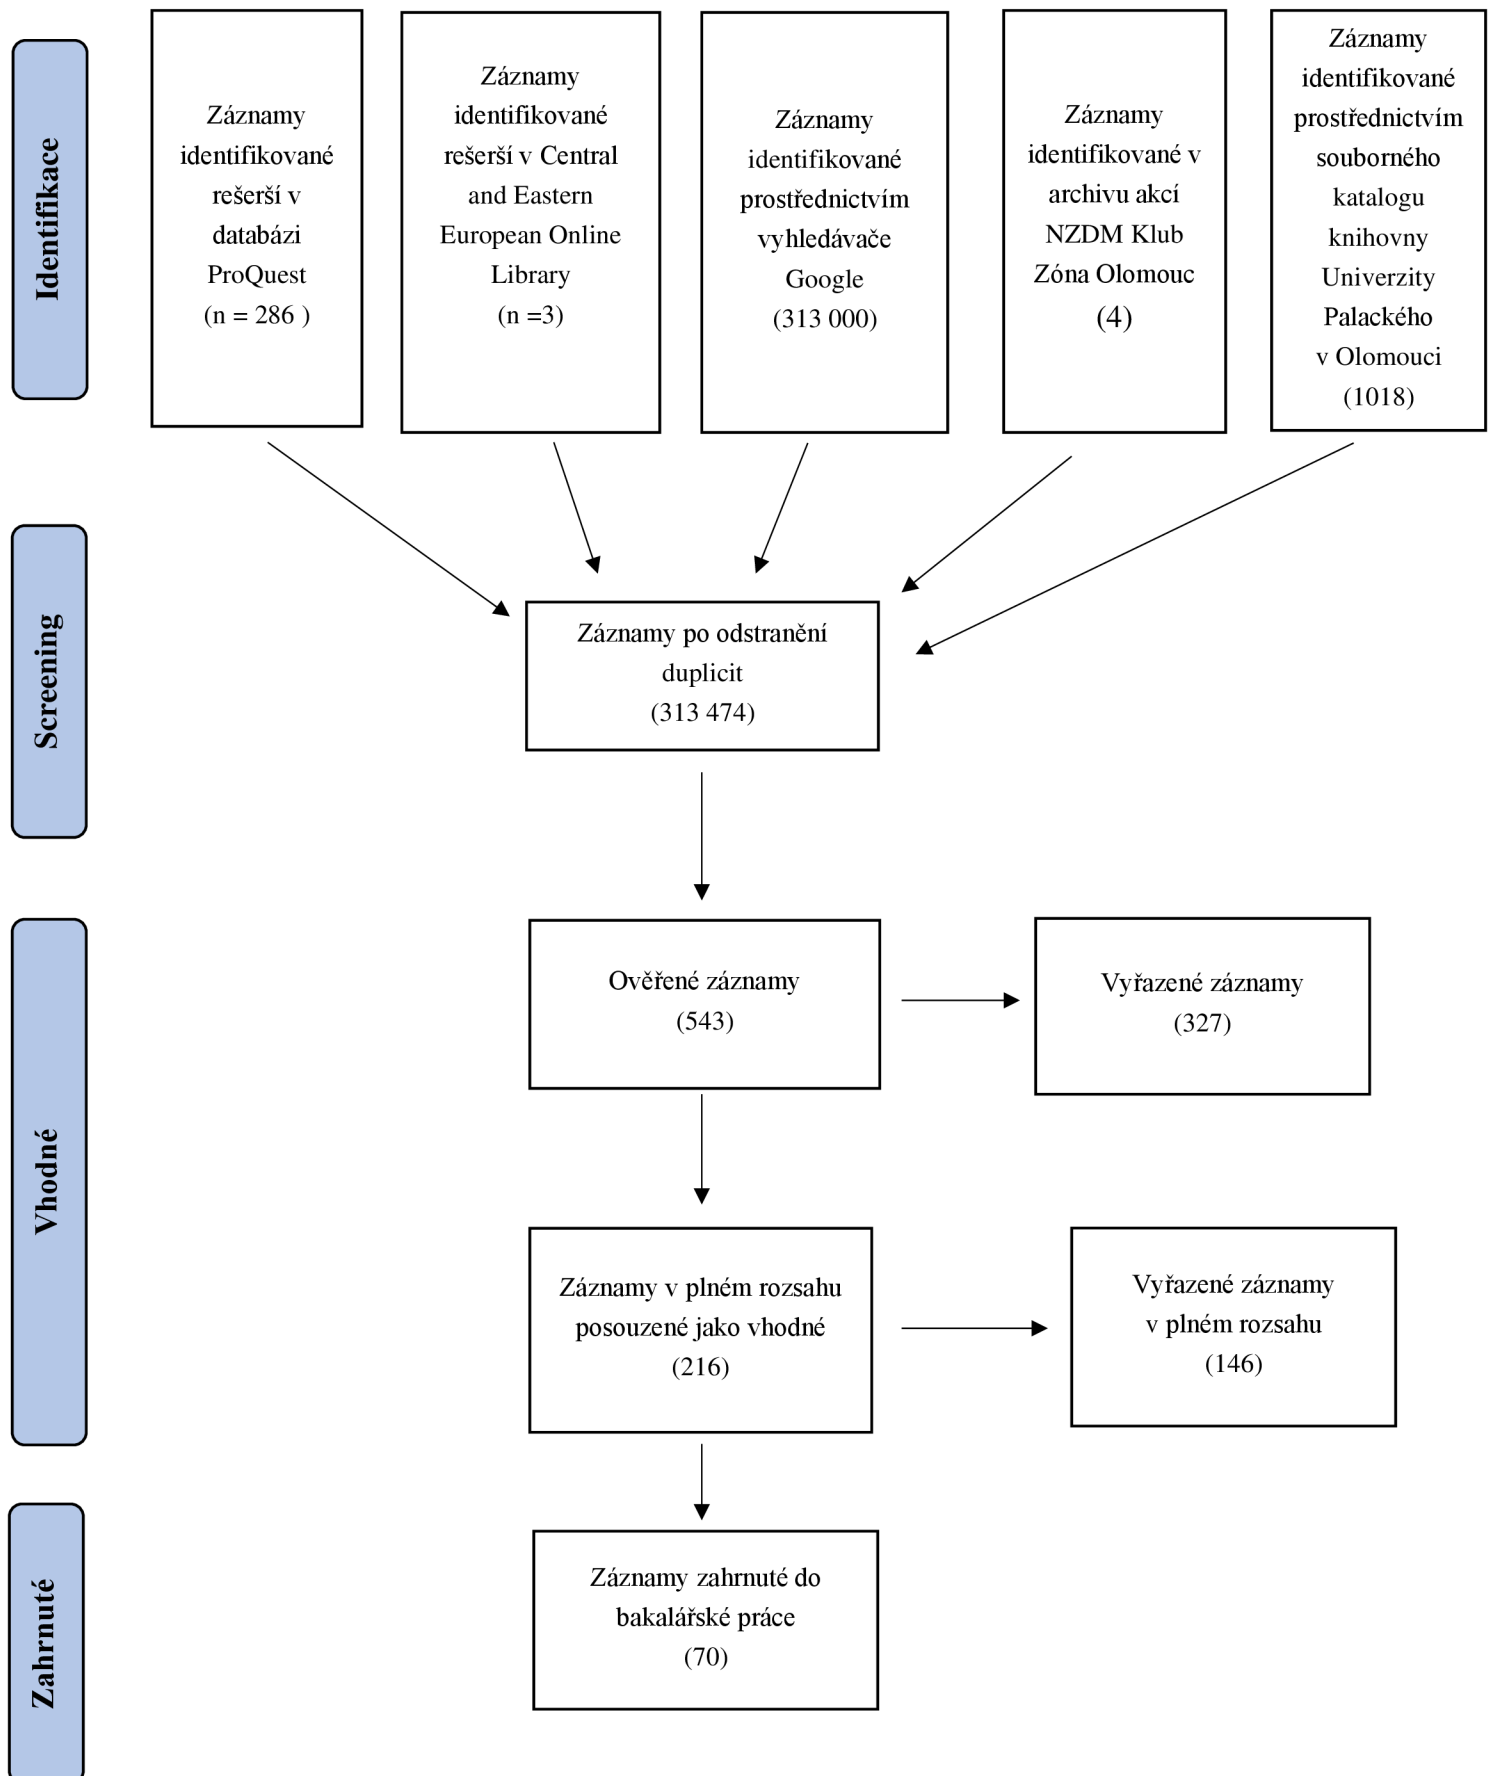 Identifikace
Záznamy
identifikované
rešerší v
databázi
ProQuest
(n = 286 )
Záznamy
identifikované
rešerší v Central
and Eastern
European Online
Library
(n =3)
Záznamy
identifikované
prostřednictvím
vyhledávače
Google
(313 000)
Záznamy
identifikované v
archivu akcí
NZDM Klub
Zóna Olomouc
(4)
Záznamy
identifikované
prostřednictvím
souborného
katalogu
knihovny
Univerzity
Palackého
v Olomouci
(1018)
Screening
Záznamy po odstranění
duplicit
(313 474)
Vhodné
Ověřené záznamy
(543)
Vyřazené záznamy
(327)
Záznamy v plném rozsahu
posouzené jako vhodné
(216)
Vyřazené záznamy
v plném rozsahu
(146)
Zahrnuté
Záznamy zahrnuté do
bakalářské práce
(70)